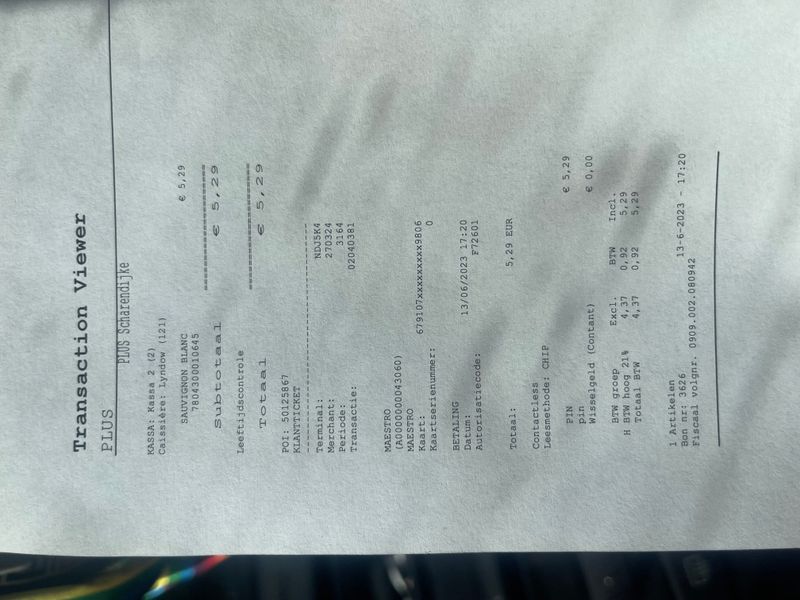 Transaction Viewer
PLUS
PLUS Scharendijke
KASSA: Kassa 2 (2)
Caissière: Lyndow (121)
SAUVIGNON BLANC € 5,29
7804300010645
Subtotaal € 5,29
Leeftijdscontrole
Totaal € 5,29
POI: 50125867
KLANTTICKET
Terminal: NDJ5K4
Merchant: 270324
Periode: 3164
Transactie: 02040381
MAESTRO
(A0000000043060)
MAESTRO
Kaart: 679107xxxxxxxxx9806
Kaartserienummer: 0
BETALING
Datum: 13/06/2023 17:20
Autorisatiecode: F72601
Totaal: 5,29 EUR
Contactless
Leesmethode: CHIP
PIN € 5,29
pin
Wisselgeld (Contant) € 0,00
BTW groep Excl. BTW Incl.
H BTW hoog 21% 4,37 0,92 5,29
Totaal BTW 4,37 0,92 5,29
1 Artikelen
Bon nr: 3626 13-6-2023 - 17:20
Fiscaal volgnr. 0909.002.080942